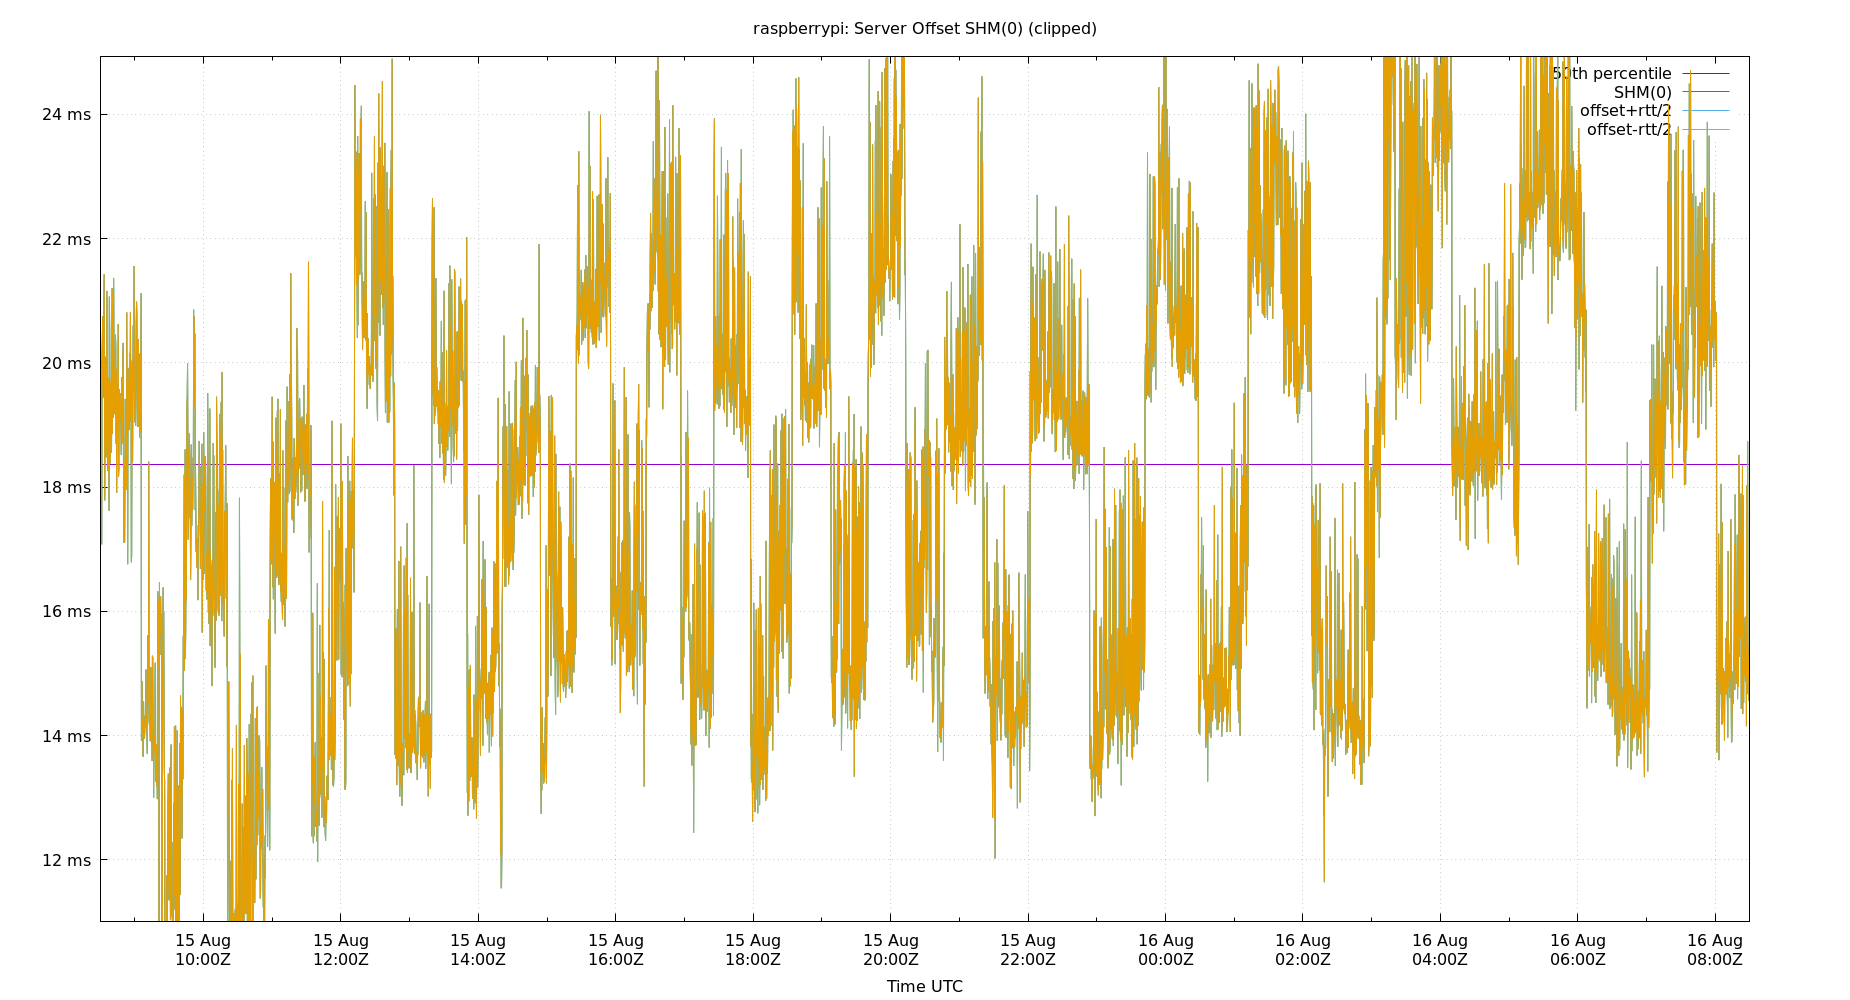 raspberrypi: Server Offset SHM(0) (clipped)
50th percentile
SHM(0)
offset+rtt/2
offset-rtt/2
24 ms
22 ms
20 ms
18 ms
16 ms
14 ms
12 ms
15 Aug 15 Aug 15 Aug 15 Aug 15 Aug 15 Aug 15 Aug 16 Aug 16 Aug 16 Aug 16 Aug 16 Aug
10:00Z 12:00Z 14:00Z 16:00Z 18:00Z 20:00Z 22:00Z 00:00Z 02:00Z 04:00Z 06:00Z 08:00Z
Time UTC